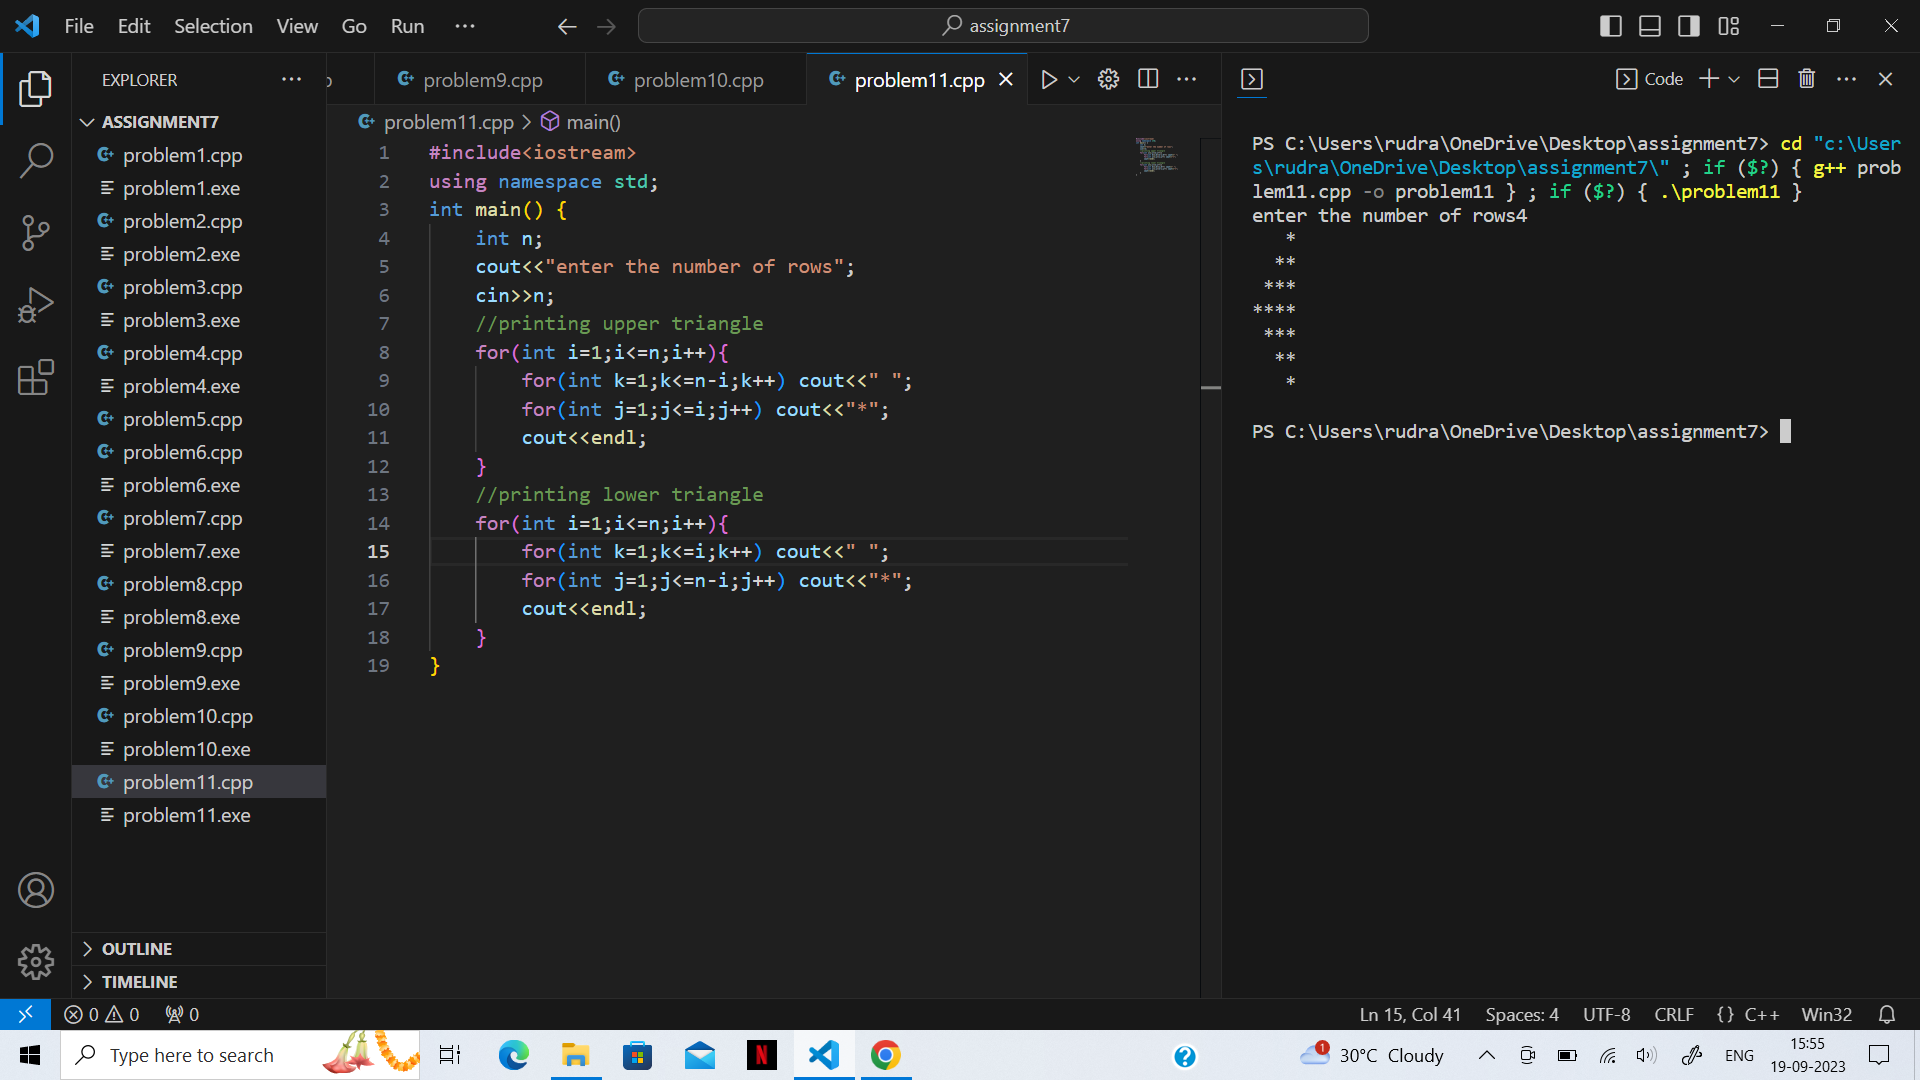 File Edit Selection View Go Run ··· assignment7
EXPLORER ···
ASSIGNMENT7
problem1.cpp
problem1.exe
problem2.cpp
problem2.exe
problem3.cpp
problem3.exe
problem4.cpp
problem4.exe
problem5.cpp
problem6.cpp
problem6.exe
problem7.cpp
problem7.exe
problem8.cpp
problem8.exe
problem9.cpp
problem9.exe
problem10.cpp
problem10.exe
problem11.cpp
problem11.exe
OUTLINE
TIMELINE
problem9.cpp problem10.cpp problem11.cpp
problem11.cpp > main()
1 #include<iostream>
2 using namespace std;
3 int main() {
4     int n;
5     cout<<"enter the number of rows";
6     cin>>n;
7     //printing upper triangle
8     for(int i=1;i<=n;i++){
9         for(int k=1;k<=n-i;k++) cout<<" ";
10         for(int j=1;j<=i;j++) cout<<"*";
11         cout<<endl;
12     }
13     //printing lower triangle
14     for(int i=1;i<=n;i++){
15         for(int k=1;k<=i;k++) cout<<" ";
16         for(int j=1;j<=n-i;j++) cout<<"*";
17         cout<<endl;
18     }
19 }
Code
PS C:\Users\rudra\OneDrive\Desktop\assignment7> cd "c:\User
s\rudra\OneDrive\Desktop\assignment7\" ; if ($?) { g++ prob
lem11.cpp -o problem11 } ; if ($?) { .\problem11 }
enter the number of rows4
   *
  **
 ***
****
 ***
  **
   *

PS C:\Users\rudra\OneDrive\Desktop\assignment7>
0 0 0 Ln 15, Col 41 Spaces: 4 UTF-8 CRLF {} C++ Win32
Type here to search N 1 30°C Cloudy ENG 15:55
19-09-2023